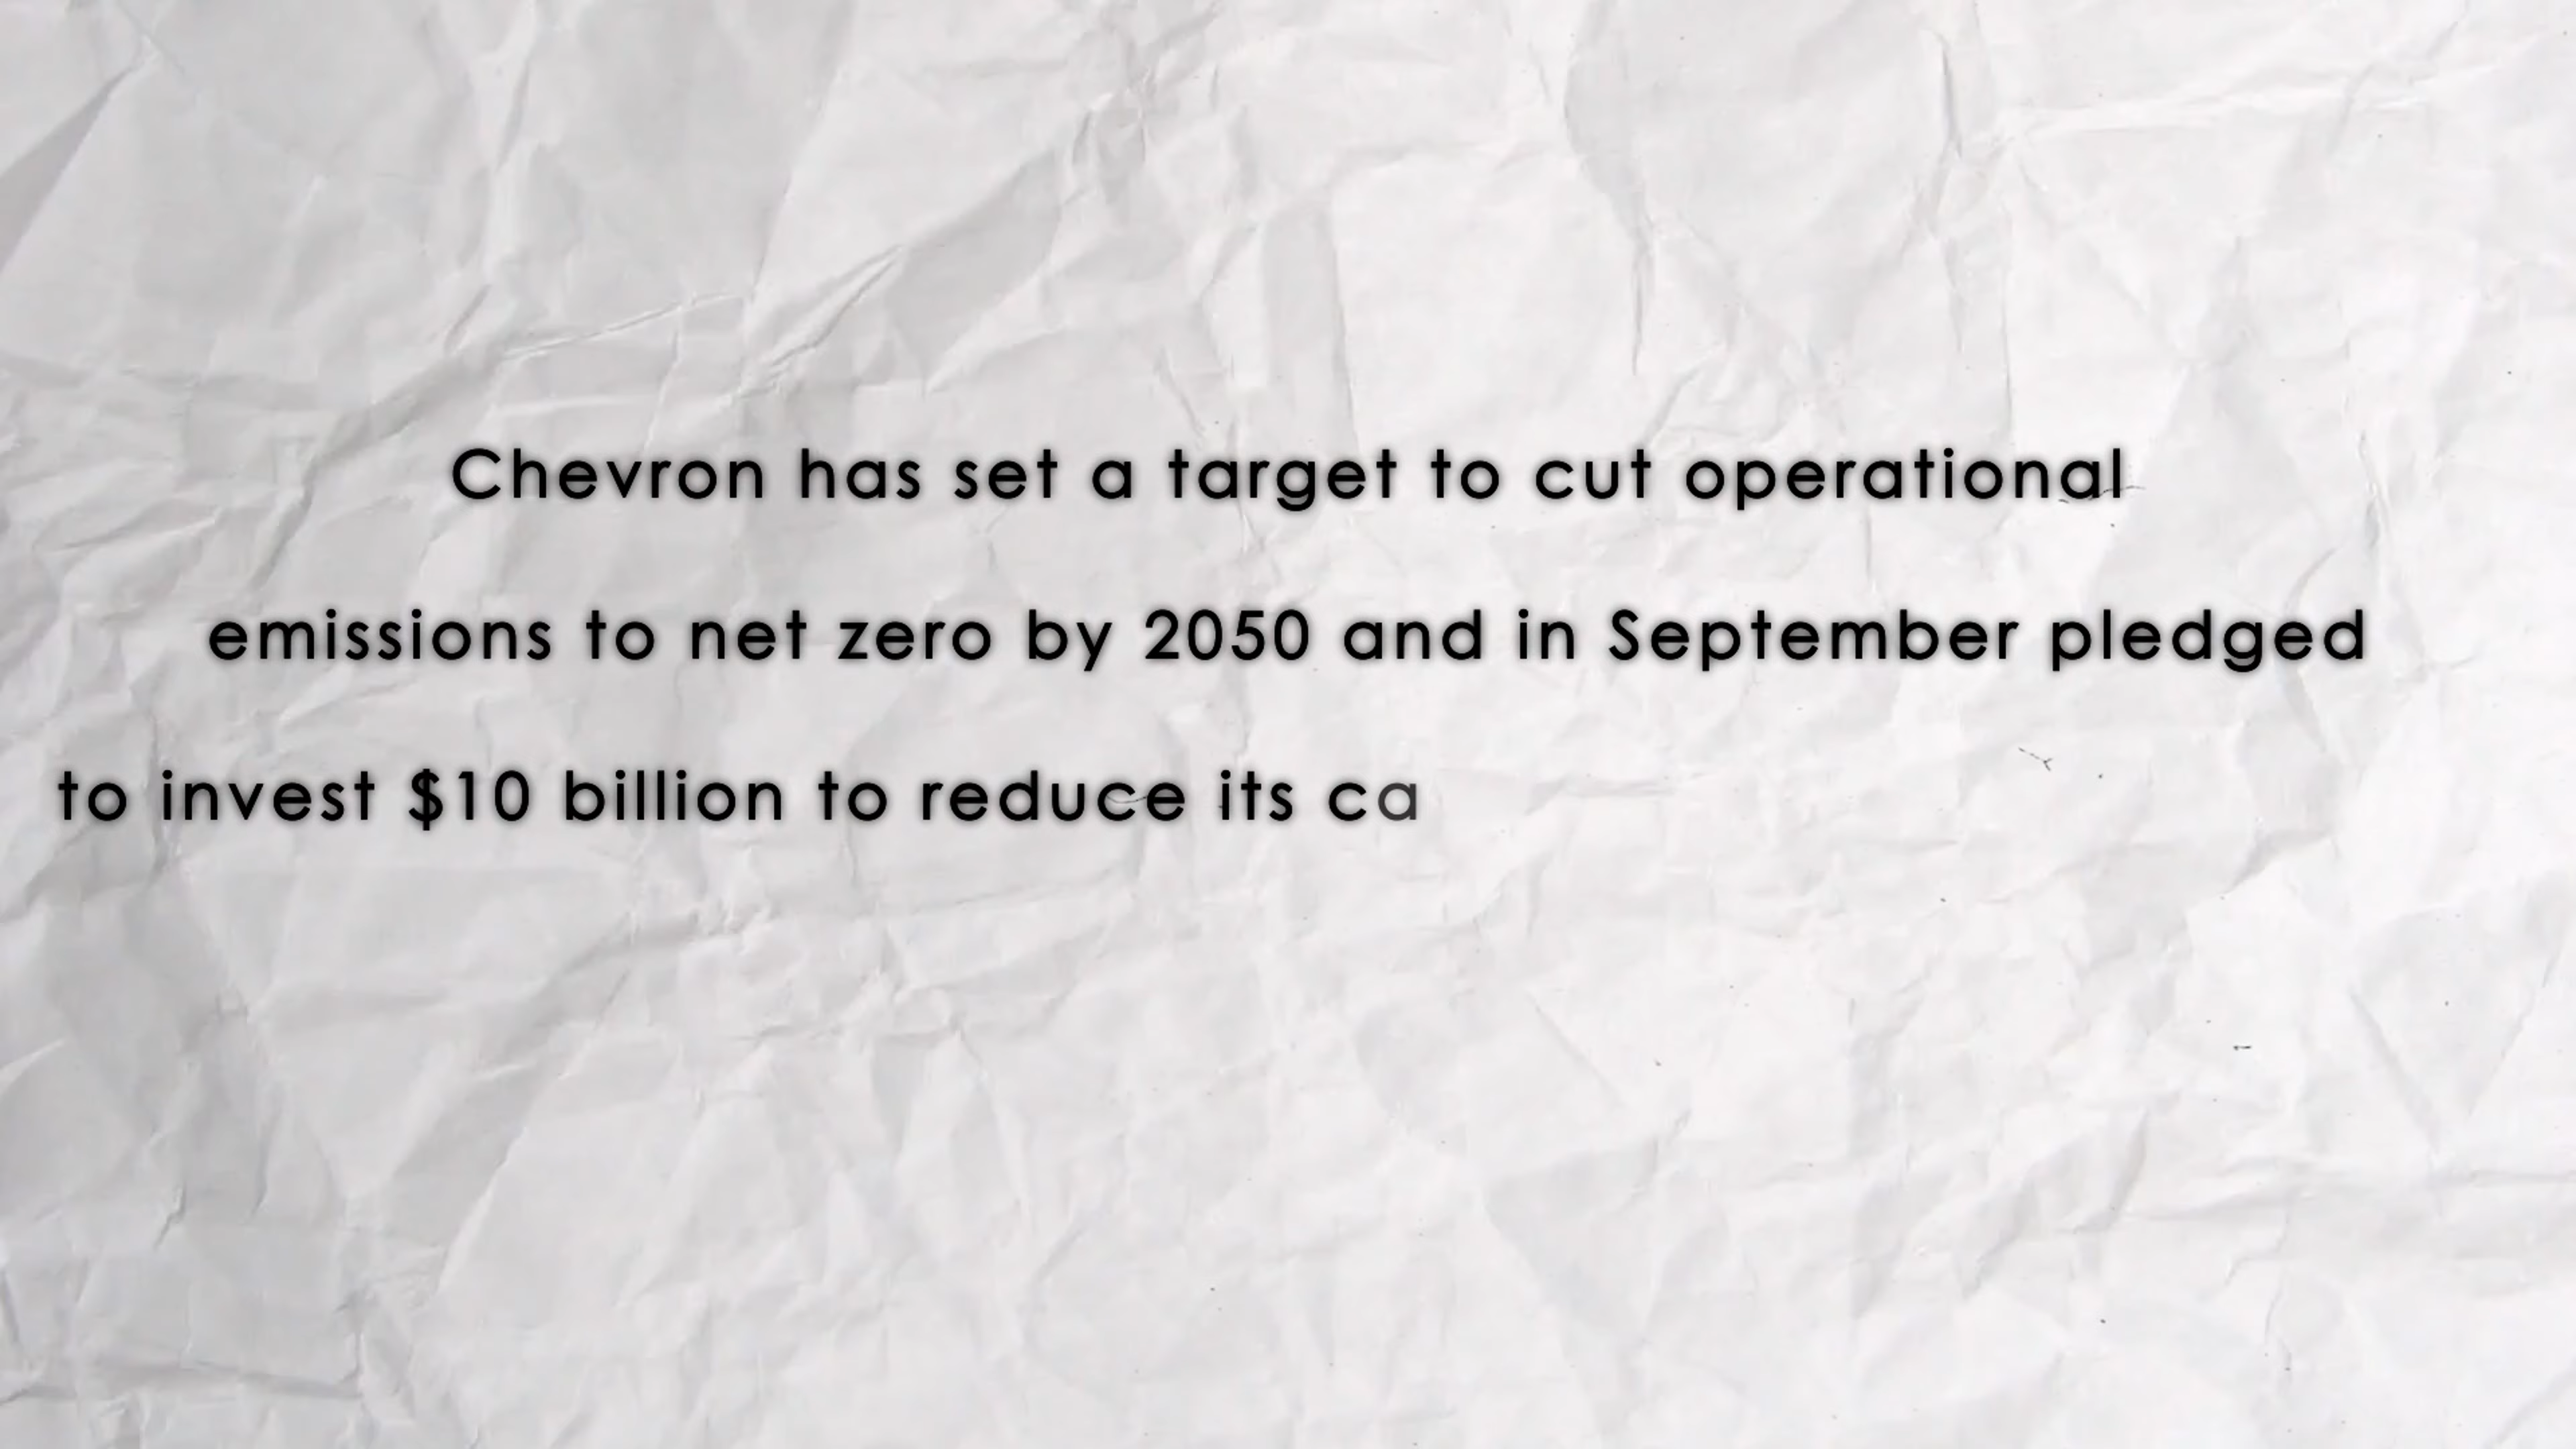 Chevron has set a target to cut operational
emissions to net zero by 2050 and in September pledged
to invest $10 billion to reduce its ca